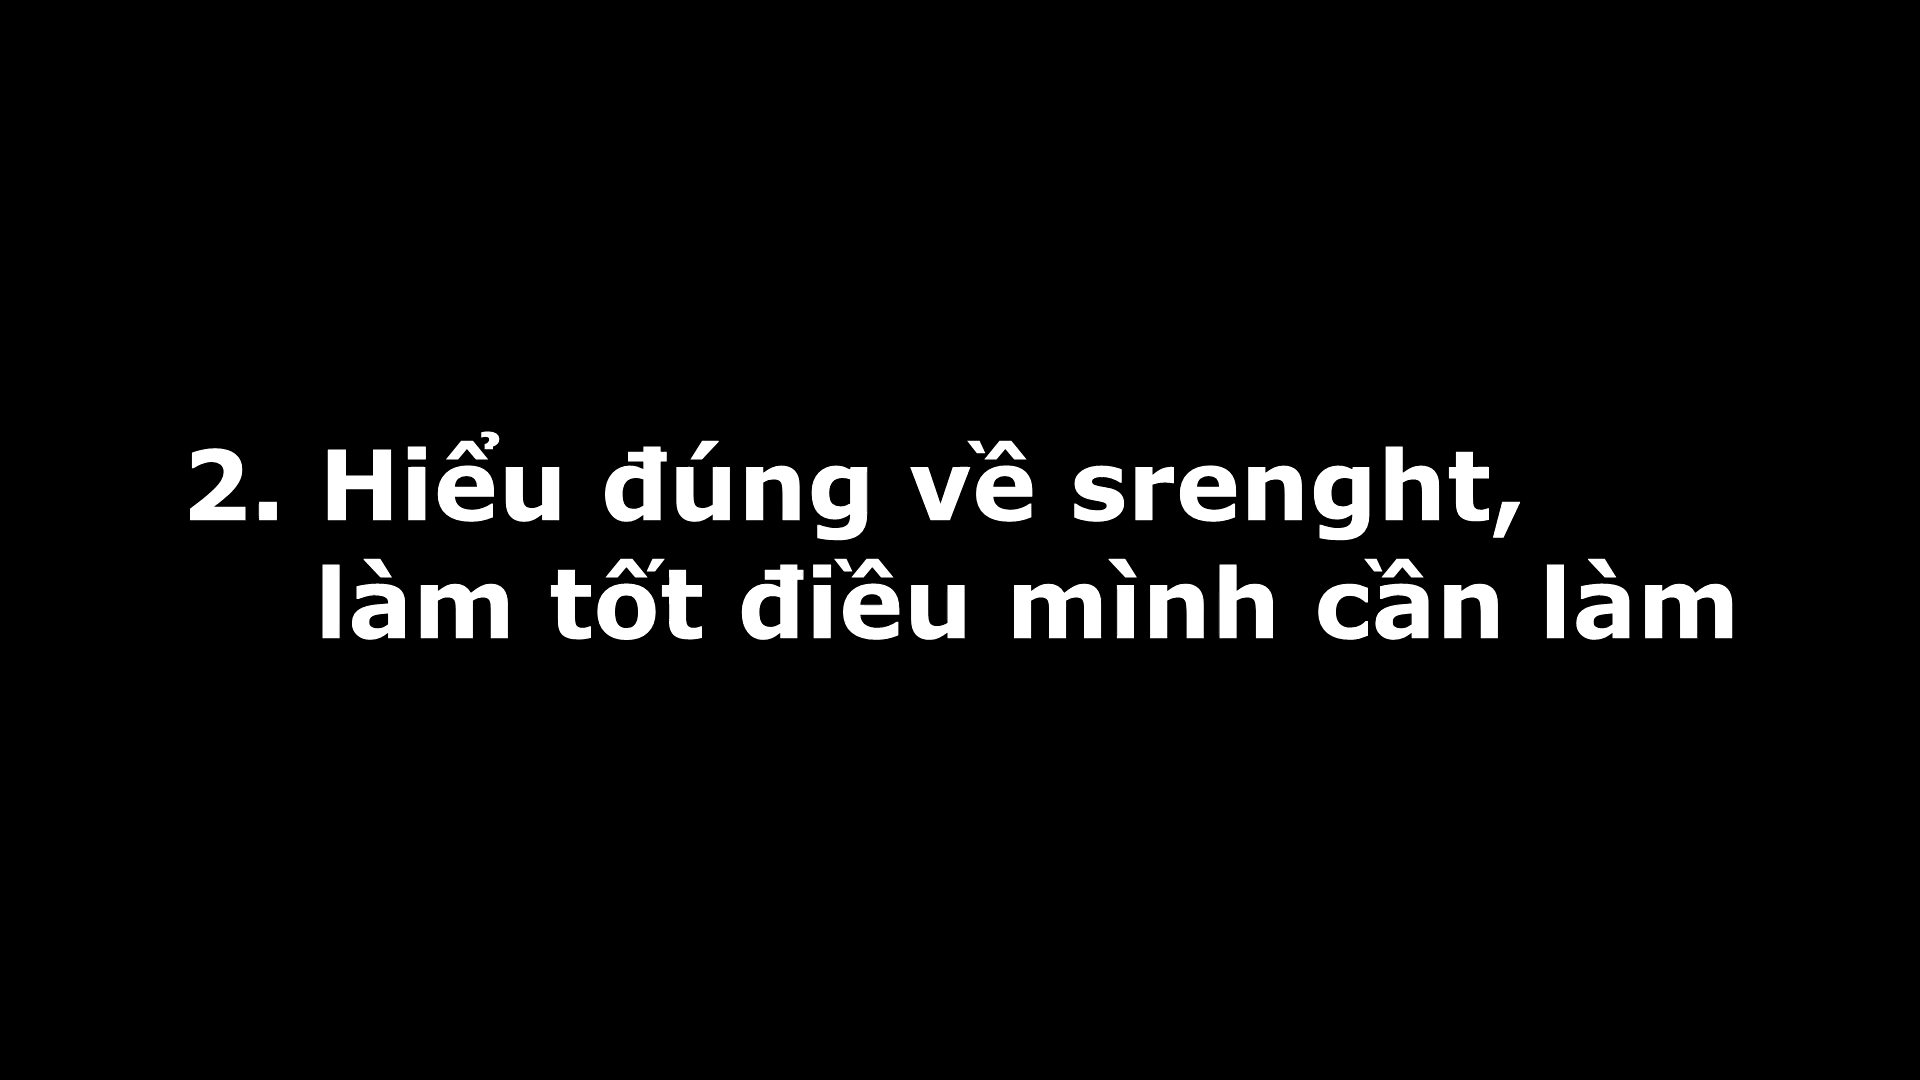 2. Hiểu đúng về srenght,
làm tốt điều mình cần làm